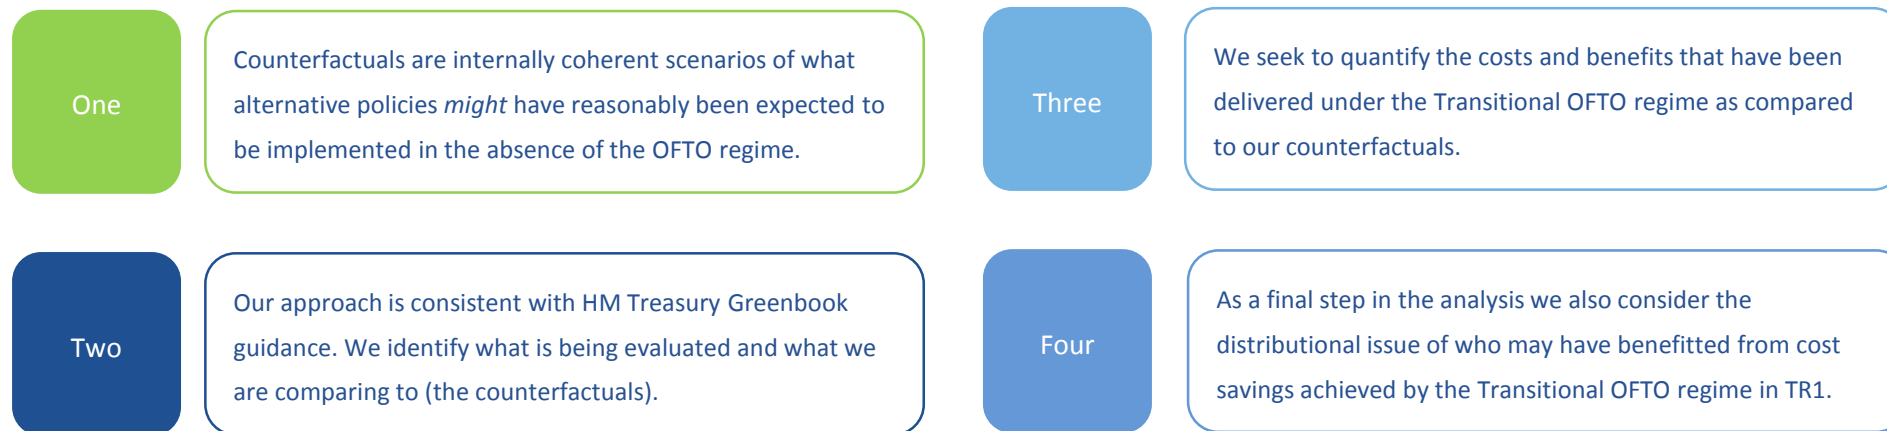 One
Counterfactuals are internally coherent scenarios of what
alternative policies might have reasonably been expected to
be implemented in the absence of the OFTO regime.
Two
Our approach is consistent with HM Treasury Greenbook
guidance. We identify what is being evaluated and what we
are comparing to (the counterfactuals).
Three
We seek to quantify the costs and benefits that have been
delivered under the Transitional OFTO regime as compared
to our counterfactuals.
Four
As a final step in the analysis we also consider the
distributional issue of who may have benefitted from cost
savings achieved by the Transitional OFTO regime in TR1.